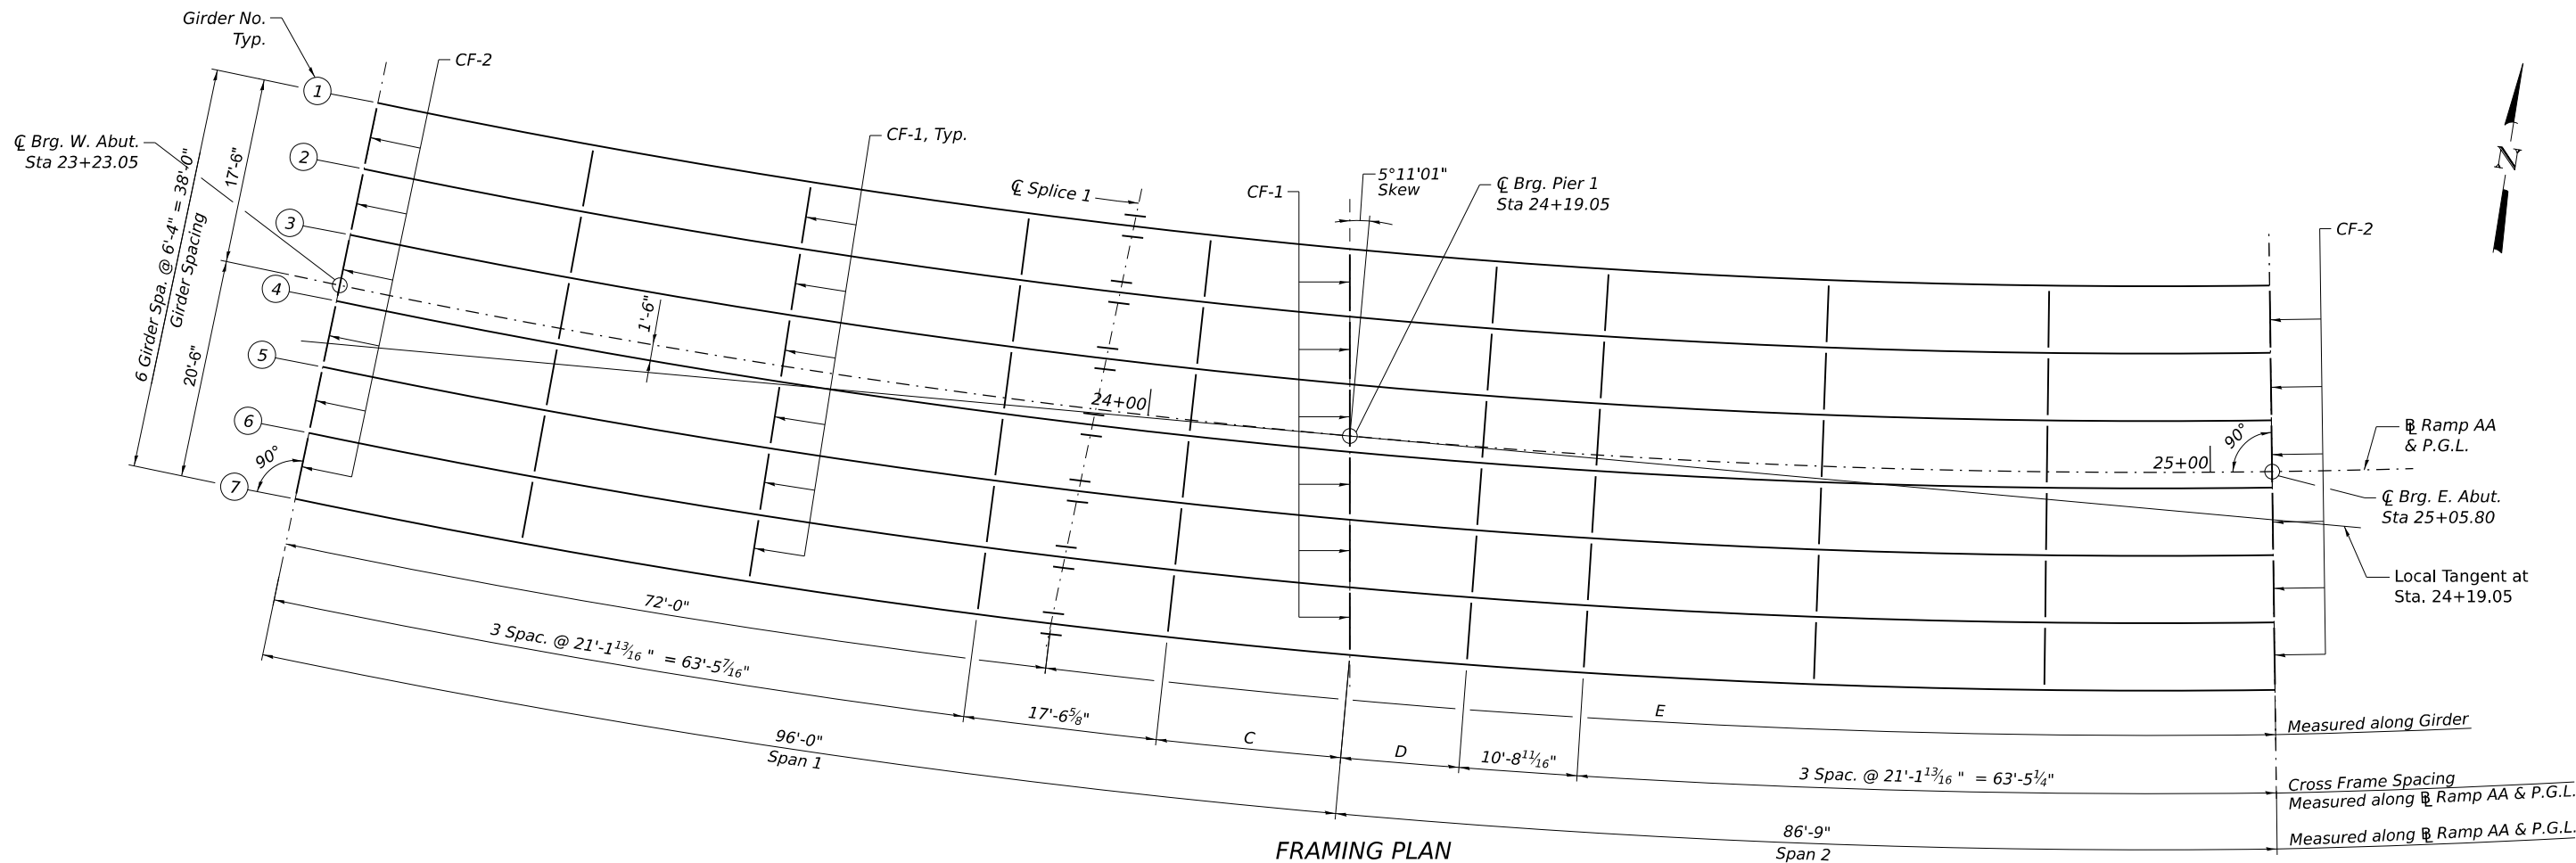 Girder No.
Typ.
CF-2
1
℄ Brg. W. Abut.
Sta 23+23.05
CF-1, Typ.
2
3
4
5
6
7
17'-6"
20'-6"
6 Girder Spa. @ 6'-4" = 38'-0"
Girder Spacing
90°
1'-6"
℄ Splice 1
24+00
CF-1
5°11'01"
Skew
℄ Brg. Pier 1
Sta 24+19.05
CF-2
N
B̵L Ramp AA
& P.G.L.
90°
25+00
℄ Brg. E. Abut.
Sta 25+05.80
Local Tangent at
Sta. 24+19.05
72'-0"
E
Measured along Girder
3 Spac. @ 21'-1 13/16 " = 63'-5 7/16"
17'-6 5/8"
C
D
10'-8 11/16"
3 Spac. @ 21'-1 13/16 " = 63'-5 1/4"
Cross Frame Spacing
Measured along BL Ramp AA & P.G.L.
96'-0"
Span 1
86'-9"
Span 2
Measured along BL Ramp AA & P.G.L.
FRAMING PLAN